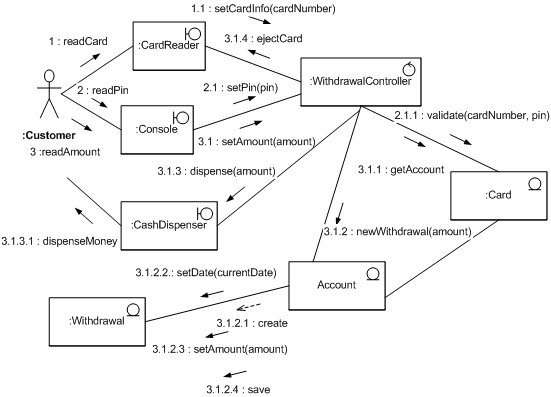 1.1 : setCardInfo(cardNumber)
1 : readCard
:CardReader
3.1.4 : ejectCard
:WithdrawalController
2 : readPin
2.1 : setPin(pin)
:Console
:Customer
3 :readAmount
3.1 : setAmount(amount)
2.1.1 : validate(cardNumber, pin)
3.1.3 : dispense(amount)
3.1.1 : getAccount
:Card
:CashDispenser
3.1.3.1 : dispenseMoney
3.1.2 : newWithdrawal(amount)
3.1.2.2: setDate(currentDate)
Account
:Withdrawal
3.1.2.1 : create
3.1.2.3 : setAmount(amount)
3.1.2.4 : save